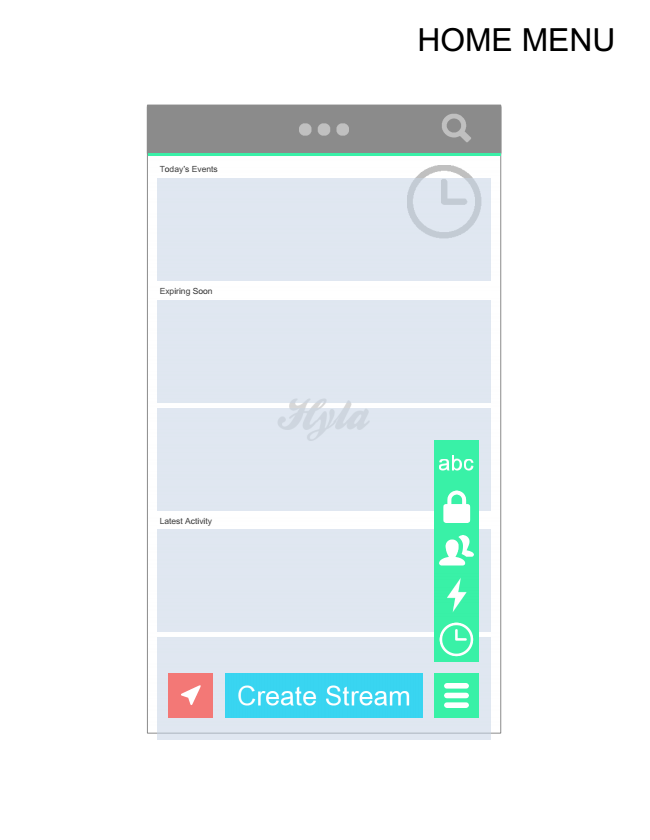 HOME MENU
Today's Events
Expiring Soon
Hyla
abc
Latest Activity
Create Stream